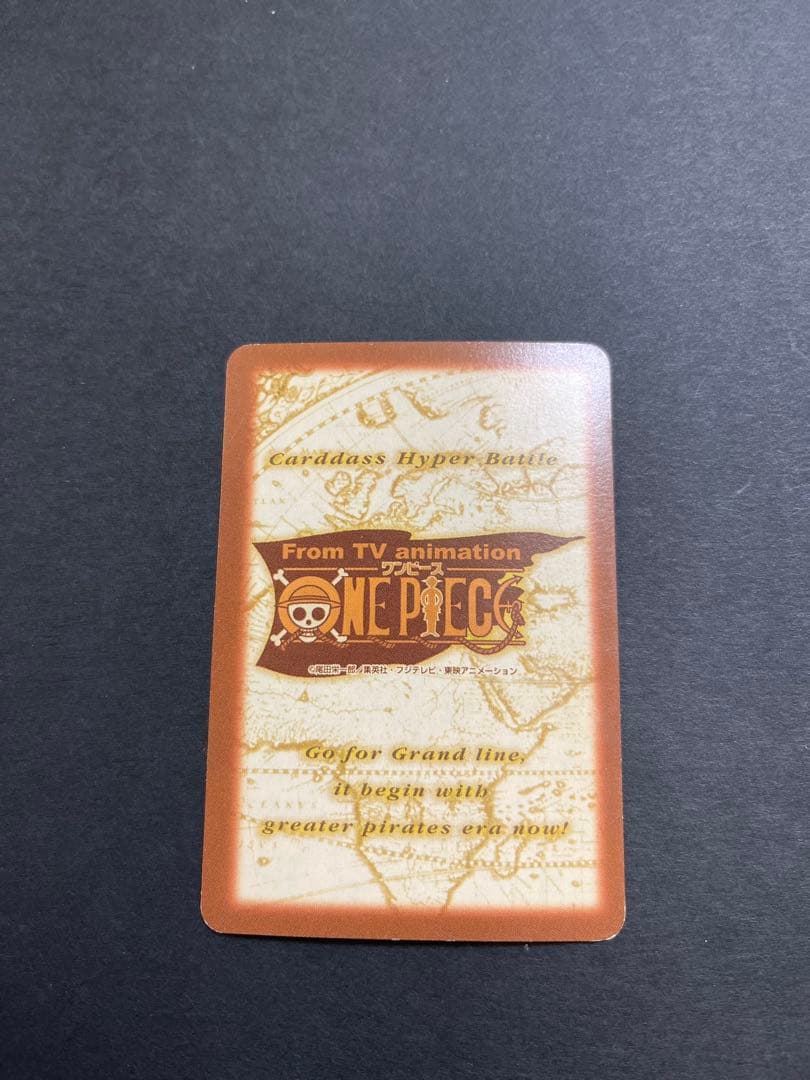 Carddass Hyper Battle
From TV animation
ワンピース
ONE PIECE
©尾田栄一郎／集英社・フジテレビ・東映アニメーション
Go for Grand line,
it begin with
greater pirates era now!